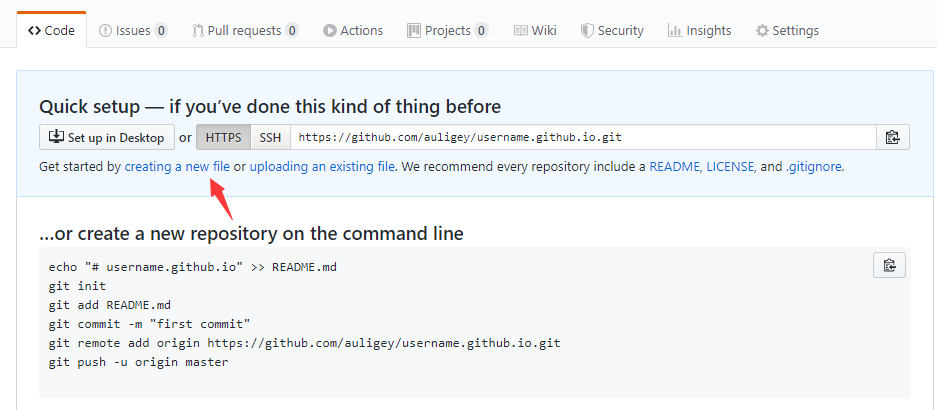 Code Issues 0 Pull requests 0 Actions Projects 0 Wiki Security Insights Settings
Quick setup — if you've done this kind of thing before
Set up in Desktop or HTTPS SSH https://github.com/auligey/username.github.io.git
Get started by creating a new file or uploading an existing file. We recommend every repository include a README, LICENSE, and .gitignore.
...or create a new repository on the command line
echo "# username.github.io" >> README.md
git init
git add README.md
git commit -m "first commit"
git remote add origin https://github.com/auligey/username.github.io.git
git push -u origin master